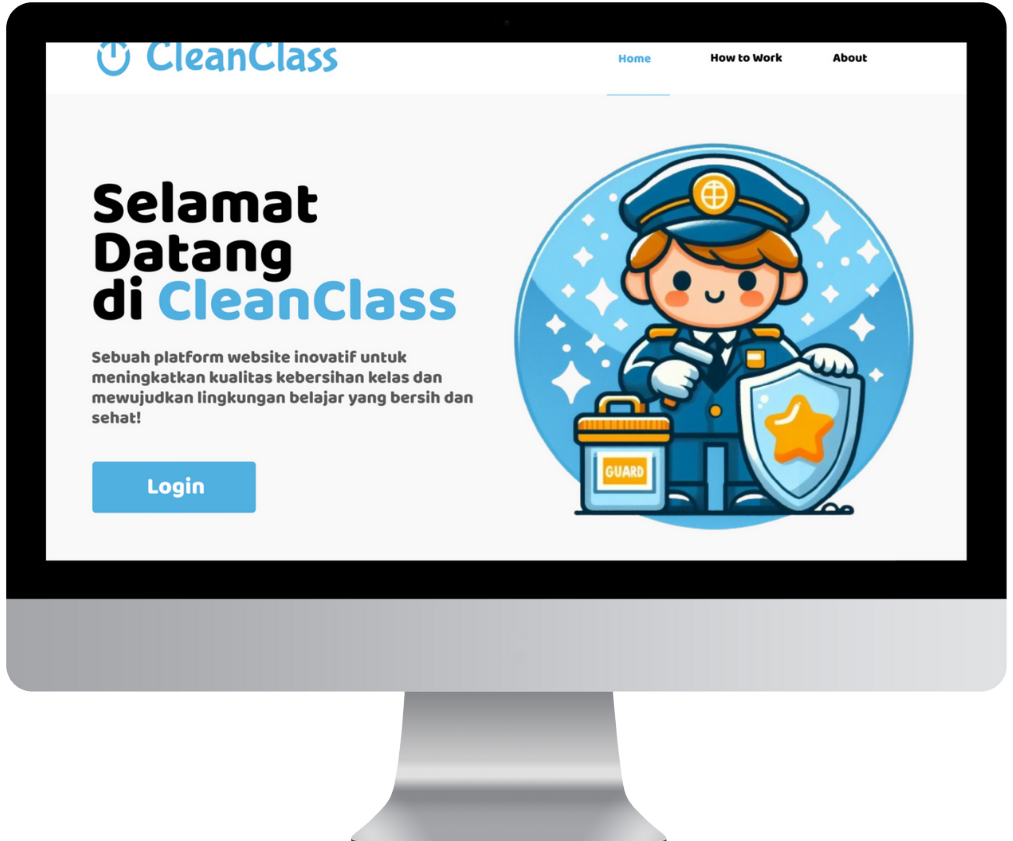 CleanClass
Home
How to Work
About
Selamat
Datang
di CleanClass
Sebuah platform website inovatif untuk
meningkatkan kualitas kebersihan kelas dan
mewujudkan lingkungan belajar yang bersih dan
sehat!
Login
GUARD